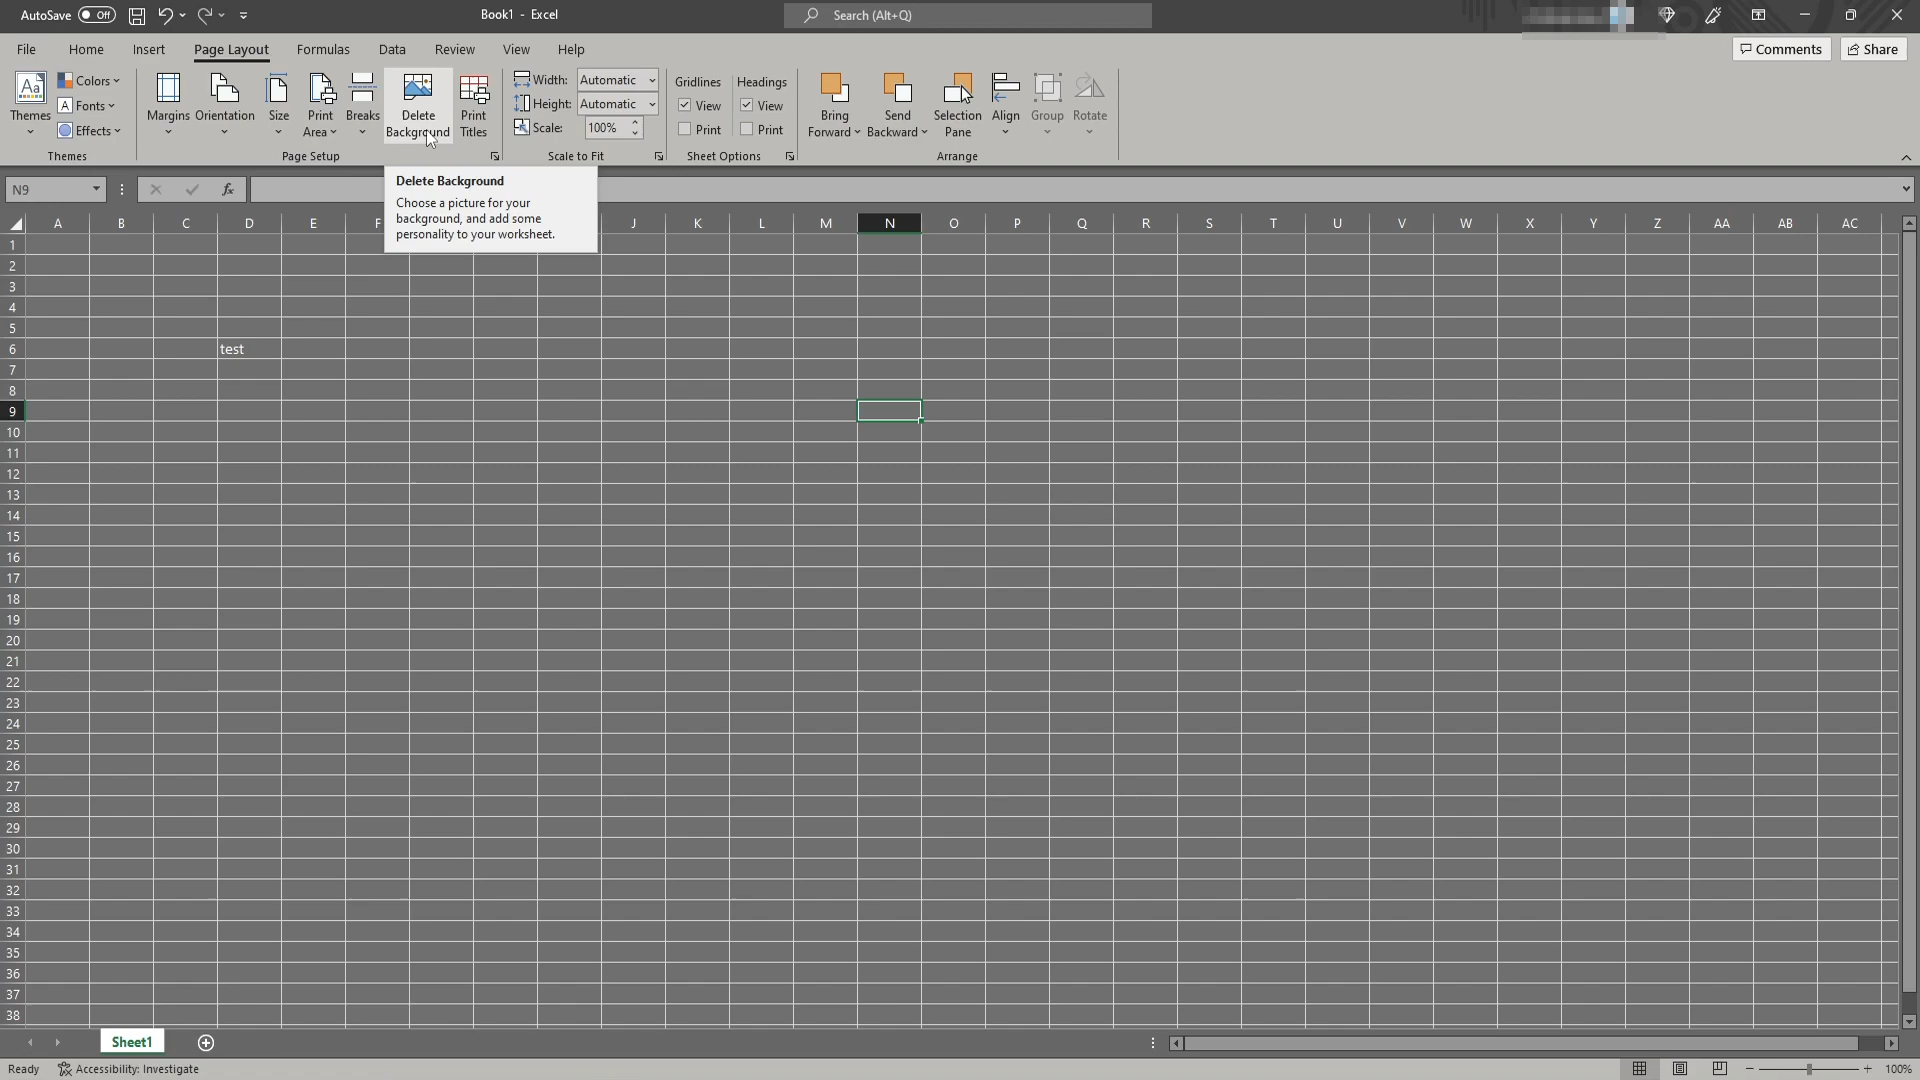 AutoSave Off Book1 - Excel Search (Alt+Q)
File Home Insert Page Layout Formulas Data Review View Help Comments Share
Themes
Colors
Fonts
Effects
Themes
Margins
Orientation
Size
Print
Area
Breaks
Delete
Background
Print
Titles
Page Setup
Width: Automatic
Height: Automatic
Scale: 100%
Scale to Fit
Gridlines
View
Print
Headings
View
Print
Sheet Options
Bring
Forward
Send
Backward
Selection
Pane
Align
Group
Rotate
Arrange
N9 fx
Delete Background
Choose a picture for your
background, and add some
personality to your worksheet.
A B C D E F J K L M N O P Q R S T U V W X Y Z AA AB AC
1
2
3
4
5
6 test
7
8
9
10
11
12
13
14
15
16
17
18
19
20
21
22
23
24
25
26
27
28
29
30
31
32
33
34
35
36
37
38
Sheet1
Ready Accessibility: Investigate 100%